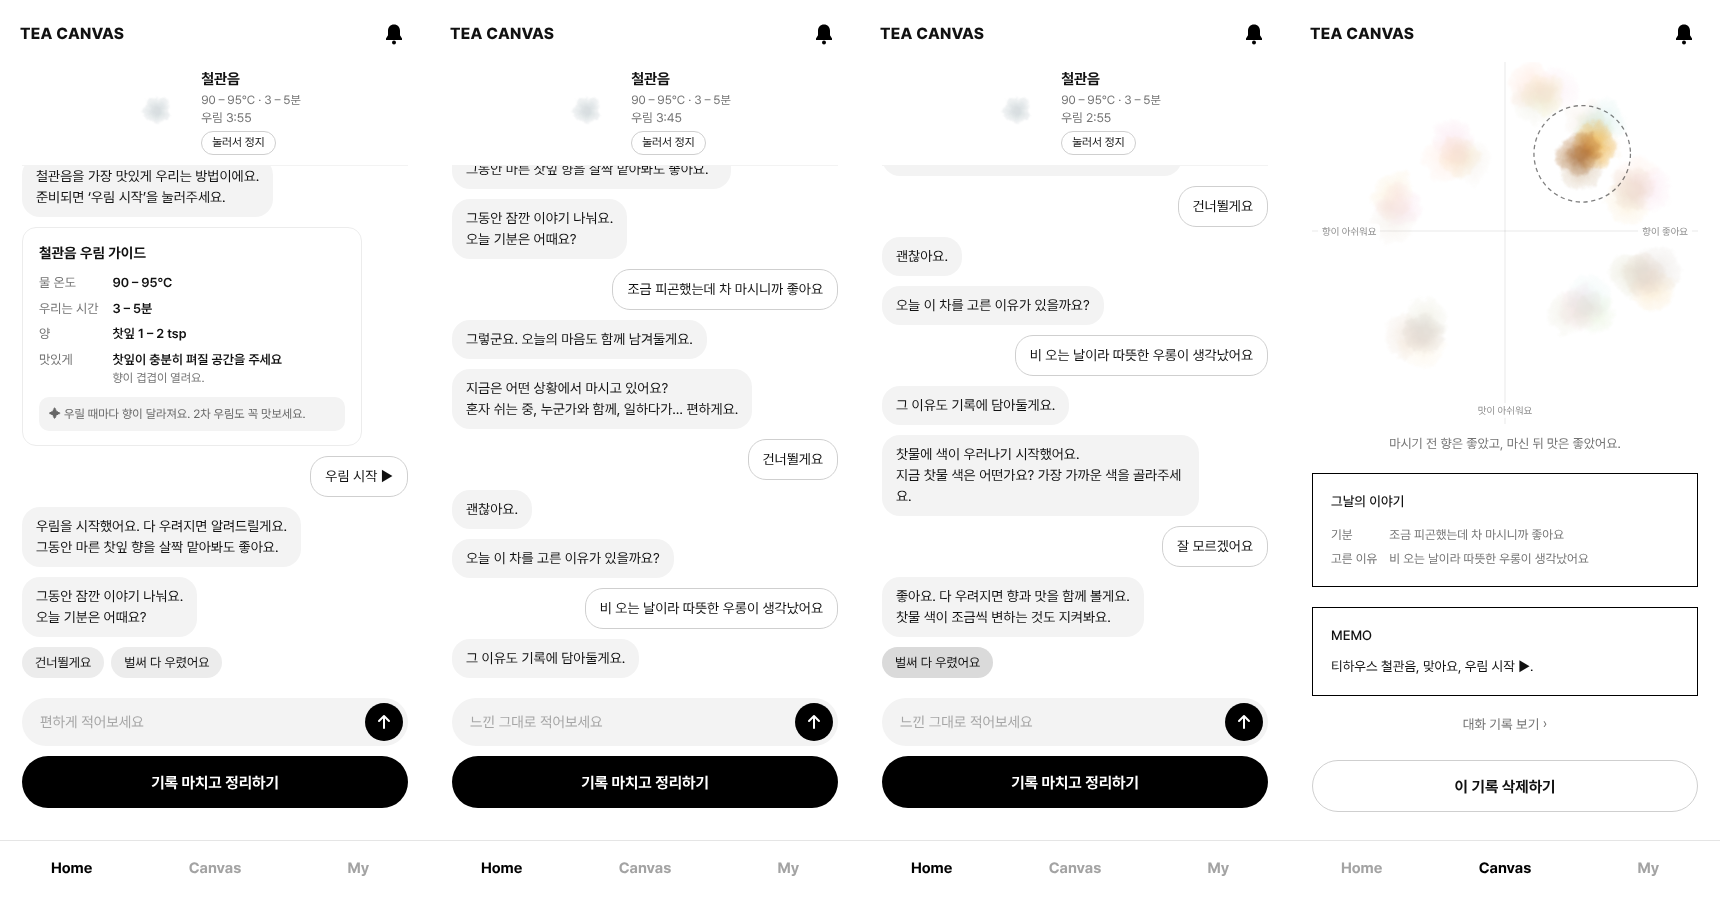 TEA CANVAS
철관음
90 – 95°C · 3 – 5분
우림 3:55
눌러서 정지
철관음을 가장 맛있게 우리는 방법이에요.
준비되면 ‘우림 시작’을 눌러주세요.
철관음 우림 가이드
물 온도 90 – 95°C
우리는 시간 3 – 5분
양 찻잎 1 – 2 tsp
맛있게 찻잎이 충분히 펴질 공간을 주세요
향이 겹겹이 열려요.
✦ 우릴 때마다 향이 달라져요. 2차 우림도 꼭 맛보세요.
우림 시작 ▶
우림을 시작했어요. 다 우려지면 알려드릴게요.
그동안 마른 찻잎 향을 살짝 맡아봐도 좋아요.
그동안 잠깐 이야기 나눠요.
오늘 기분은 어때요?
건너뛸게요
벌써 다 우렸어요
편하게 적어보세요
기록 마치고 정리하기
Home Canvas My
TEA CANVAS
철관음
90 – 95°C · 3 – 5분
우림 3:45
눌러서 정지
그동안 마른 찻잎 향을 살짝 맡아봐도 좋아요.
그동안 잠깐 이야기 나눠요.
오늘 기분은 어때요?
조금 피곤했는데 차 마시니까 좋아요
그렇군요. 오늘의 마음도 함께 남겨둘게요.
지금은 어떤 상황에서 마시고 있어요?
혼자 쉬는 중, 누군가와 함께, 일하다가… 편하게요.
건너뛸게요
괜찮아요.
오늘 이 차를 고른 이유가 있을까요?
비 오는 날이라 따뜻한 우롱이 생각났어요
그 이유도 기록에 담아둘게요.
느낀 그대로 적어보세요
기록 마치고 정리하기
Home Canvas My
TEA CANVAS
철관음
90 – 95°C · 3 – 5분
우림 2:55
눌러서 정지
건너뛸게요
괜찮아요.
오늘 이 차를 고른 이유가 있을까요?
비 오는 날이라 따뜻한 우롱이 생각났어요
그 이유도 기록에 담아둘게요.
찻물에 색이 우러나기 시작했어요.
지금 찻물 색은 어떤가요? 가장 가까운 색을 골라주세
요.
잘 모르겠어요
좋아요. 다 우려지면 향과 맛을 함께 볼게요.
찻물 색이 조금씩 변하는 것도 지켜봐요.
벌써 다 우렸어요
느낀 그대로 적어보세요
기록 마치고 정리하기
Home Canvas My
TEA CANVAS
향이 아쉬워요
향이 좋아요
맛이 아쉬워요
마시기 전 향은 좋았고, 마신 뒤 맛은 좋았어요.
그날의 이야기
기분 조금 피곤했는데 차 마시니까 좋아요
고른 이유 비 오는 날이라 따뜻한 우롱이 생각났어요
MEMO
티하우스 철관음, 맞아요, 우림 시작 ▶.
대화 기록 보기 ›
이 기록 삭제하기
Home Canvas My